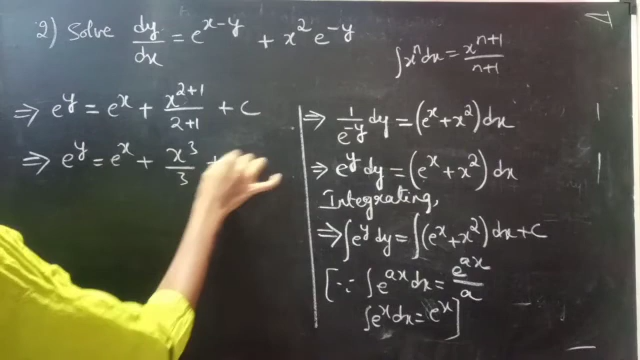 2) Solve dy/dx = e^(x-y) + x^2 e^(-y)
∫x^n dx = x^(n+1)/(n+1)
⇒ e^y = e^x + x^(2+1)/(2+1) + C
⇒ e^y = e^x + x^3/3 +
⇒ 1/e^(-y) dy = (e^x + x^2) dx
⇒ e^y dy = (e^x + x^2) dx
Integrating,
⇒ ∫e^y dy = ∫(e^x + x^2) dx + C
[∵ ∫e^(ax) dx = e^(ax)/a
∫e^x dx = e^x]